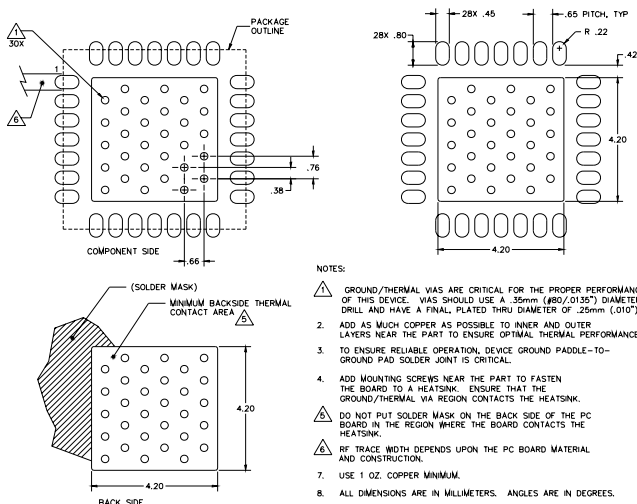 1
30X
PACKAGE
OUTLINE
28X .45
.65 PITCH, TYP
28X .80
R .22
.42
1
6
.76
.38
4.20
.66
COMPONENT SIDE
4.20
(SOLDER MASK)
MINIMUM BACKSIDE THERMAL
CONTACT AREA 5
4.20
4.20
BACK SIDE
NOTES:
1 GROUND/THERMAL VIAS ARE CRITICAL FOR THE PROPER PERFORMANC
OF THIS DEVICE. VIAS SHOULD USE A .35mm (#80/.0135") DIAMETE
DRILL AND HAVE A FINAL, PLATED THRU DIAMETER OF .25mm (.010")
2. ADD AS MUCH COPPER AS POSSIBLE TO INNER AND OUTER
LAYERS NEAR THE PART TO ENSURE OPTIMAL THERMAL PERFORMANCE
3. TO ENSURE RELIABLE OPERATION, DEVICE GROUND PADDLE-TO-
GROUND PAD SOLDER JOINT IS CRITICAL.
4. ADD MOUNTING SCREWS NEAR THE PART TO FASTEN
THE BOARD TO A HEATSINK. ENSURE THAT THE
GROUND/THERMAL VIA REGION CONTACTS THE HEATSINK.
5 DO NOT PUT SOLDER MASK ON THE BACK SIDE OF THE PC
BOARD IN THE REGION WHERE THE BOARD CONTACTS THE
HEATSINK.
6 RF TRACE WIDTH DEPENDS UPON THE PC BOARD MATERIAL
AND CONSTRUCTION.
7. USE 1 OZ. COPPER MINIMUM.
8. ALL DIMENSIONS ARE IN MILLIMETERS. ANGLES ARE IN DEGREES.